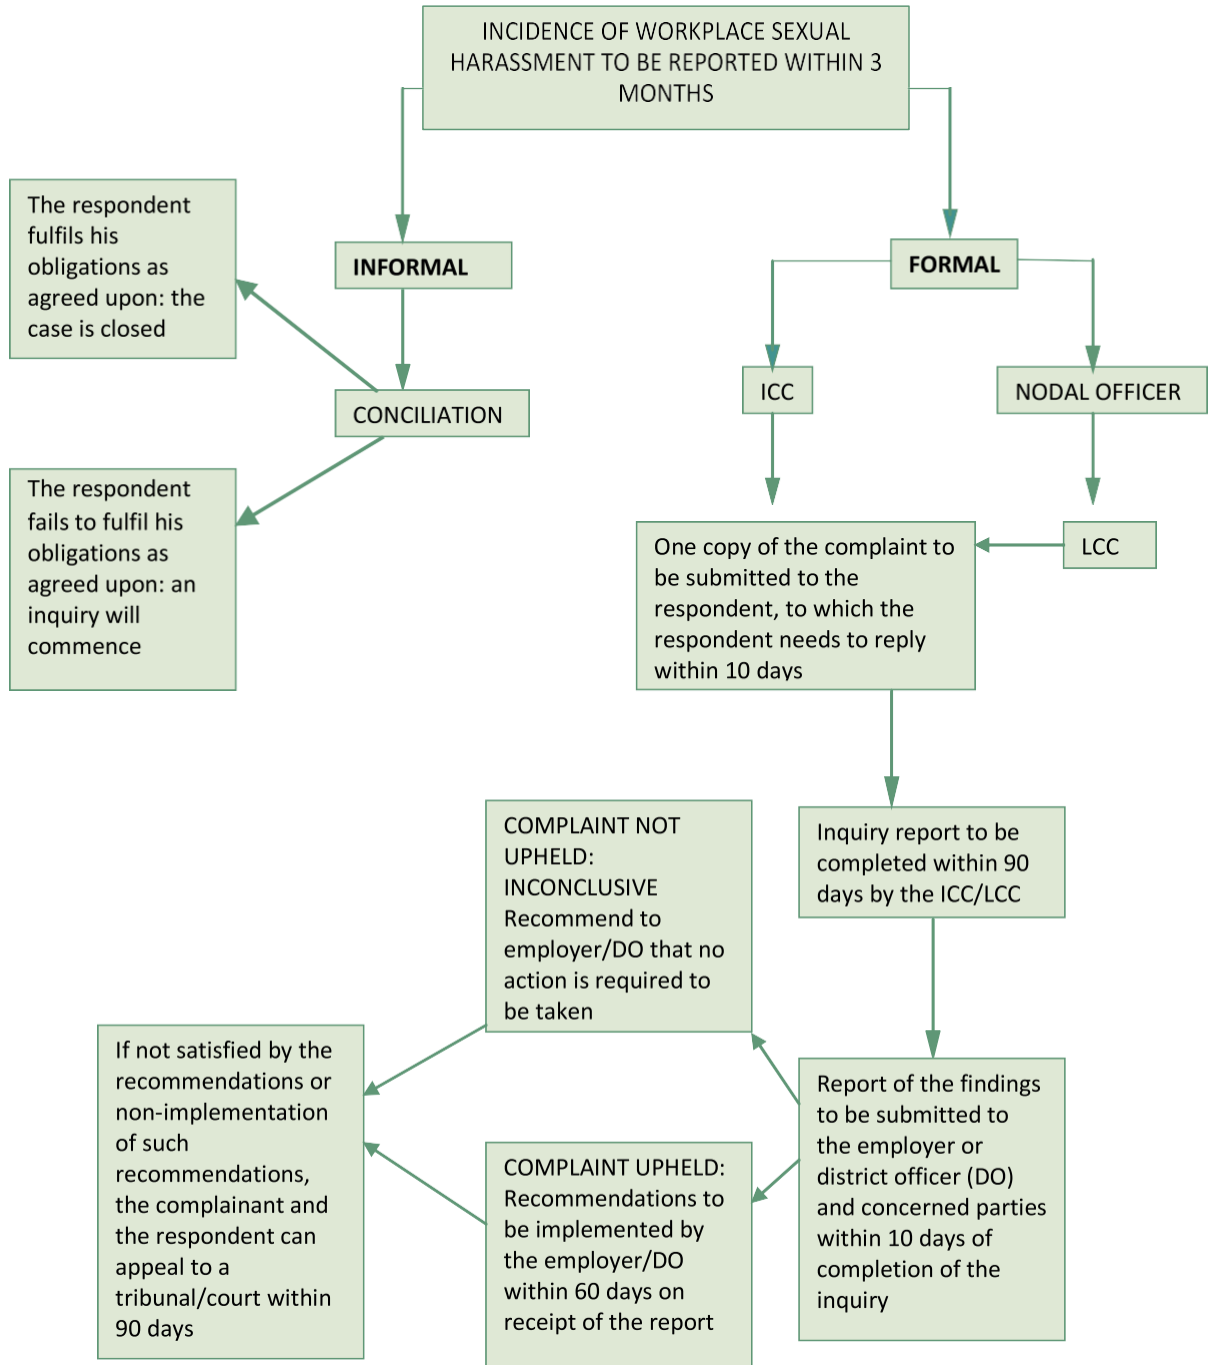 INCIDENCE OF WORKPLACE SEXUAL
HARASSMENT TO BE REPORTED WITHIN 3
MONTHS
The respondent
fulfils his
obligations as
agreed upon: the
case is closed
INFORMAL
FORMAL
ICC
NODAL OFFICER
CONCILIATION
The respondent
fails to fulfil his
obligations as
agreed upon: an
inquiry will
commence
One copy of the complaint to
be submitted to the
respondent, to which the
respondent needs to reply
within 10 days
LCC
COMPLAINT NOT
UPHELD:
INCONCLUSIVE
Recommend to
employer/DO that no
action is required to
be taken
Inquiry report to be
completed within 90
days by the ICC/LCC
If not satisfied by the
recommendations or
non-implementation
of such
recommendations,
the complainant and
the respondent can
appeal to a
tribunal/court within
90 days
COMPLAINT UPHELD:
Recommendations to
be implemented by
the employer/DO
within 60 days on
receipt of the report
Report of the findings
to be submitted to
the employer or
district officer (DO)
and concerned parties
within 10 days of
completion of the
inquiry